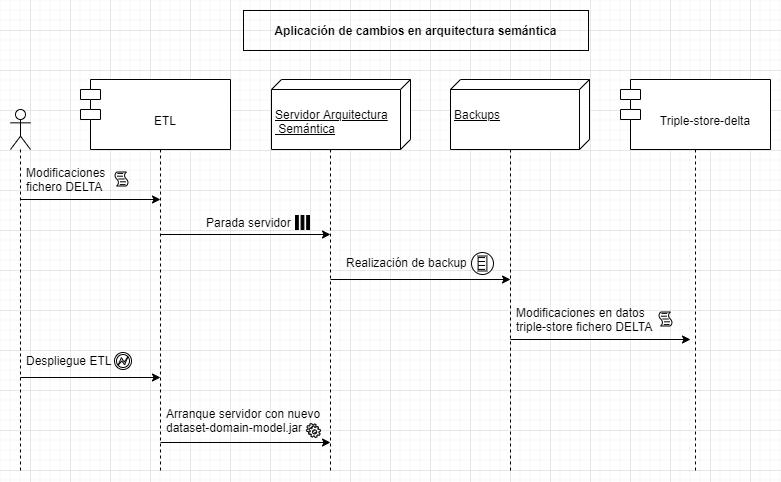 Aplicación de cambios en arquitectura semántica
ETL
Servidor Arquitectura
Semántica
Backups
Triple-store-delta
Modificaciones
fichero DELTA
Parada servidor
Realización de backup
Modificaciones en datos
triple-store fichero DELTA
Despliegue ETL
Arranque servidor con nuevo
dataset-domain-model.jar